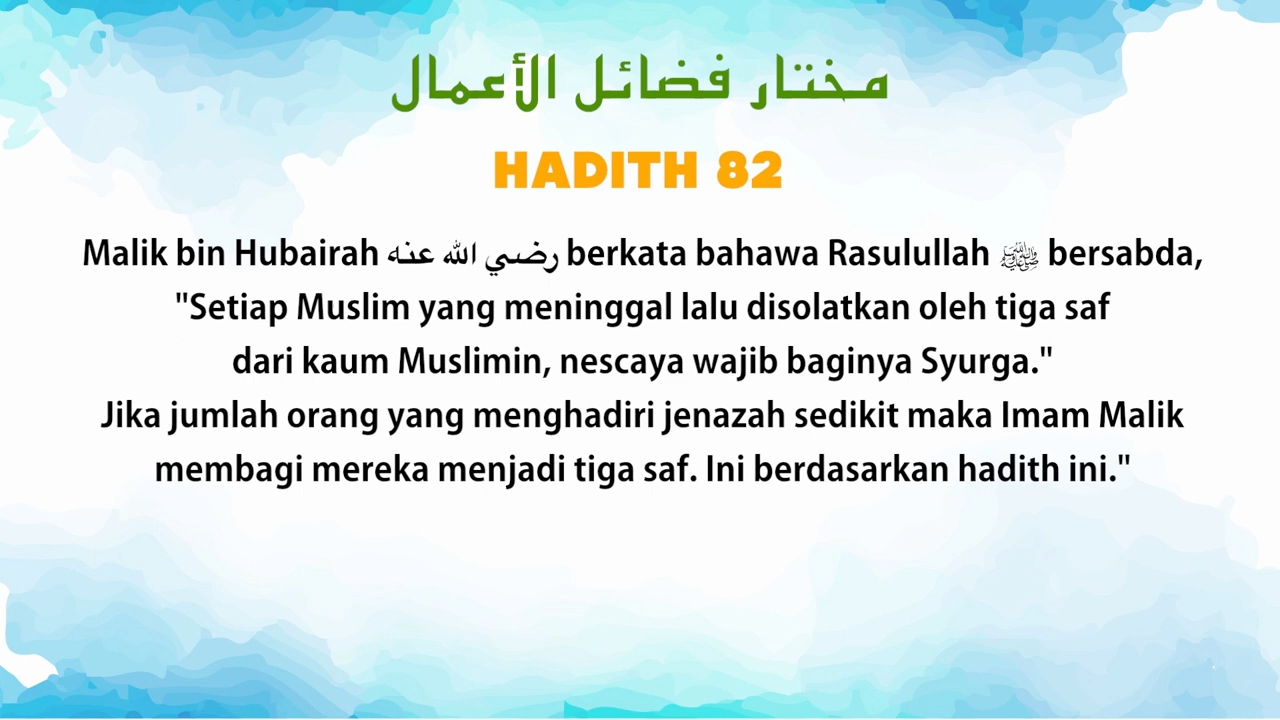 مختار فضائل الأعمال
HADITH 82
Malik bin Hubairah رضي الله عنه berkata bahawa Rasulullah ﷺ bersabda,
"Setiap Muslim yang meninggal lalu disolatkan oleh tiga saf
dari kaum Muslimin, nescaya wajib baginya Syurga."
Jika jumlah orang yang menghadiri jenazah sedikit maka Imam Malik
membagi mereka menjadi tiga saf. Ini berdasarkan hadith ini."